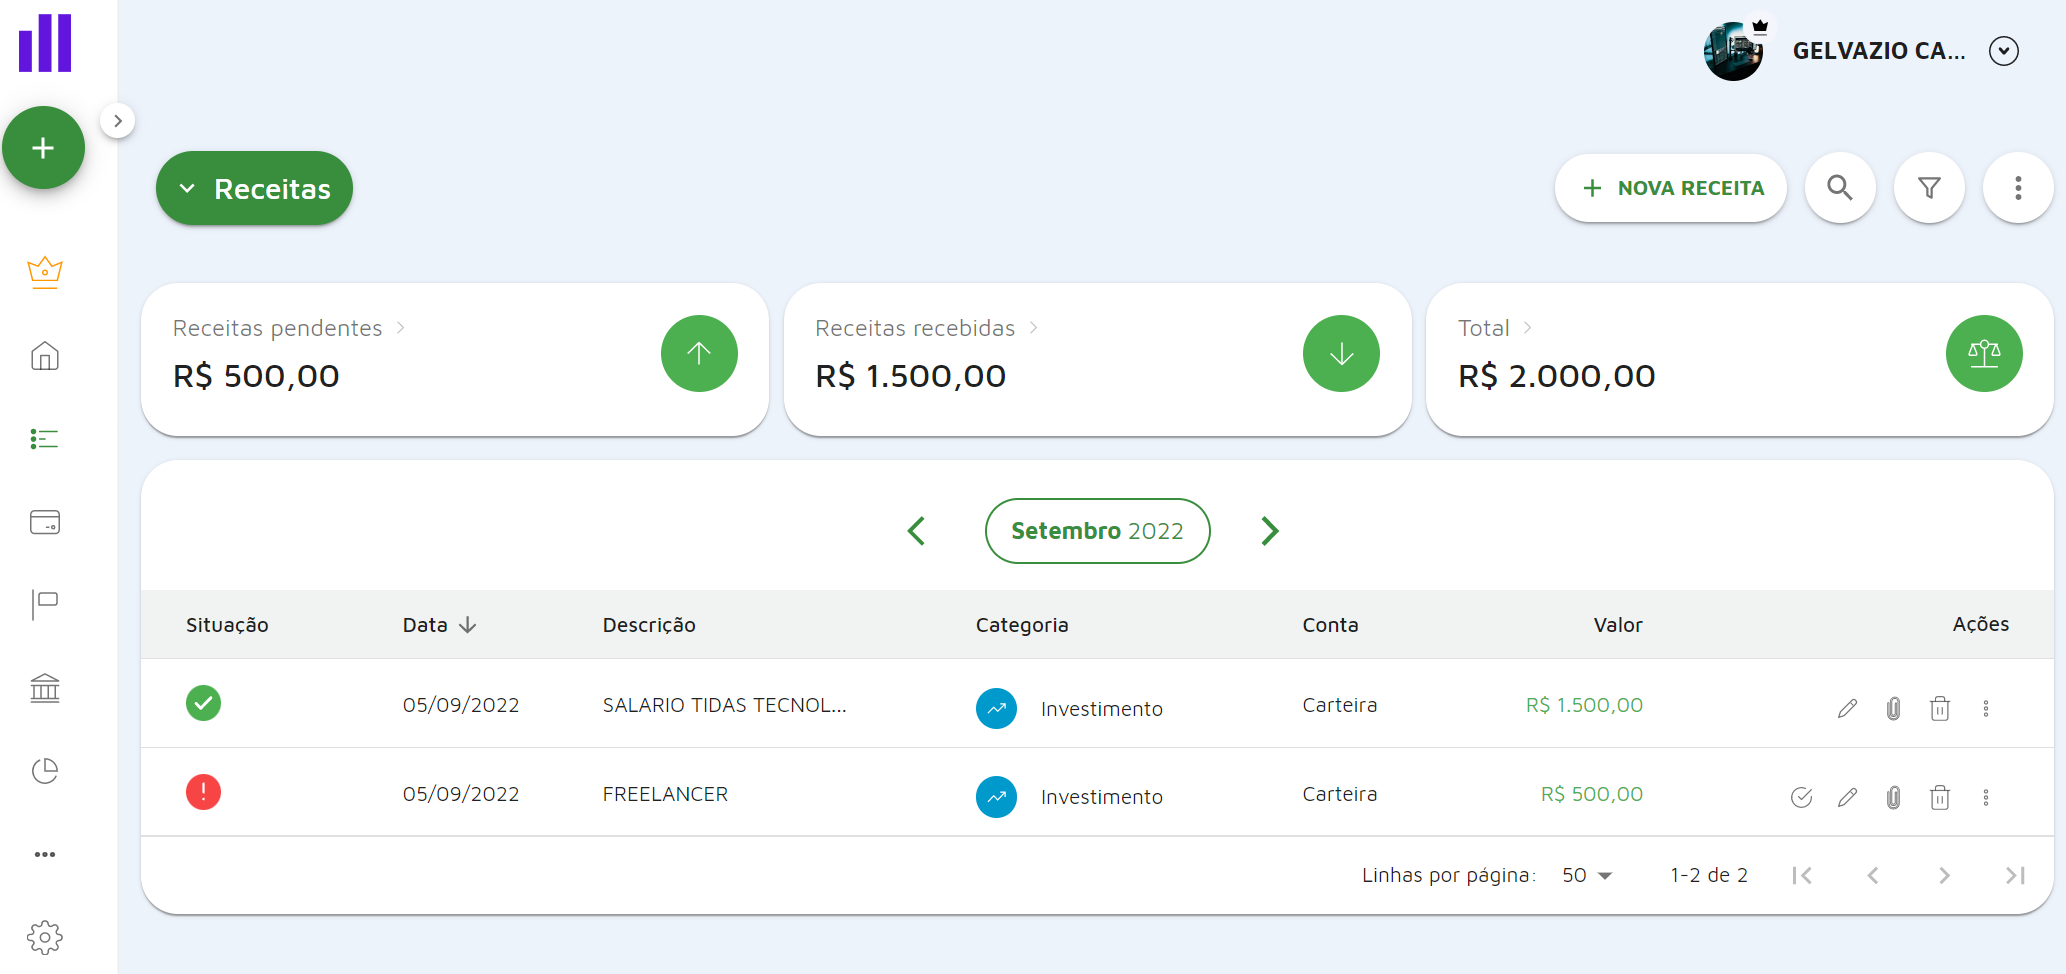 GELVAZIO CA...
Receitas
NOVA RECEITA
Receitas pendentes
R$ 500,00
Receitas recebidas
R$ 1.500,00
Total
R$ 2.000,00
Setembro 2022
Situação Data Descrição Categoria Conta Valor Ações
05/09/2022 SALARIO TIDAS TECNOL... Investimento Carteira R$ 1.500,00
05/09/2022 FREELANCER Investimento Carteira R$ 500,00
Linhas por página: 50 1-2 de 2